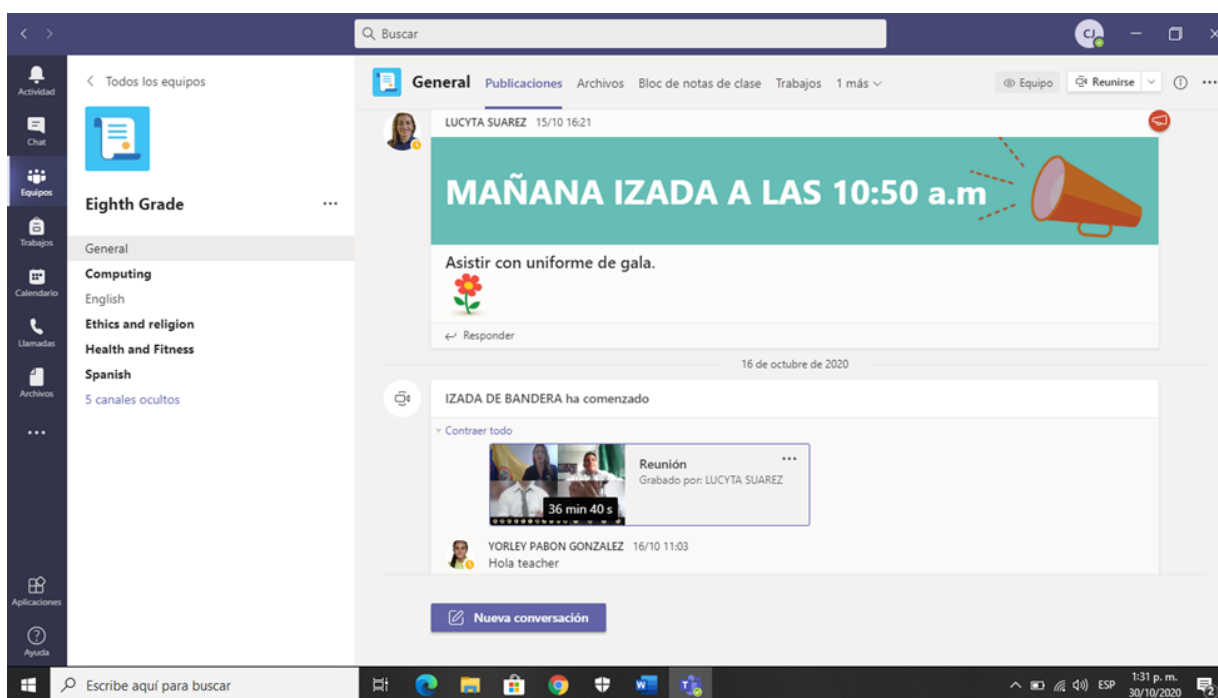 Buscar
CJ
Actividad
Chat
Equipos
Trabajos
Calendario
Llamadas
Archivos
Aplicaciones
Ayuda
Todos los equipos
Eighth Grade
General
Computing
English
Ethics and religion
Health and Fitness
Spanish
5 canales ocultos
General Publicaciones Archivos Bloc de notas de clase Trabajos 1 más
Equipo Reunirse
LUCYTA SUAREZ 15/10 16:21
MAÑANA IZADA A LAS 10:50 a.m
Asistir con uniforme de gala.
Responder
16 de octubre de 2020
IZADA DE BANDERA ha comenzado
Contraer todo
Reunión
Grabado por: LUCYTA SUAREZ
36 min 40 s
YORLEY PABON GONZALEZ 16/10 11:03
Hola teacher
Nueva conversación
Escribe aquí para buscar
ESP
1:31 p. m.
30/10/2020